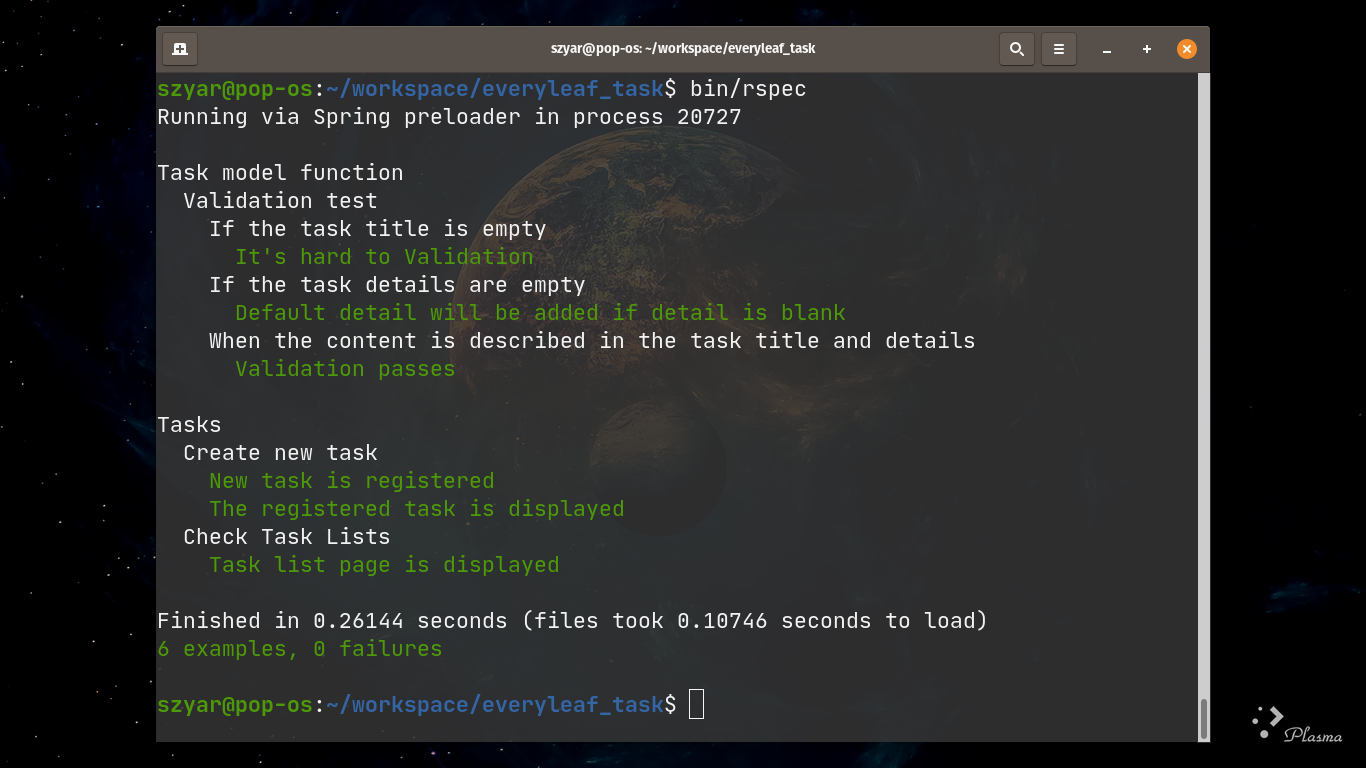 szyar@pop-os: ~/workspace/everyleaf_task
szyar@pop-os:~/workspace/everyleaf_task$ bin/rspec
Running via Spring preloader in process 20727
Task model function
Validation test
If the task title is empty
It's hard to Validation
If the task details are empty
Default detail will be added if detail is blank
When the content is described in the task title and details
Validation passes
Tasks
Create new task
New task is registered
The registered task is displayed
Check Task Lists
Task list page is displayed
Finished in 0.26144 seconds (files took 0.10746 seconds to load)
6 examples, 0 failures
szyar@pop-os:~/workspace/everyleaf_task$
Plasma